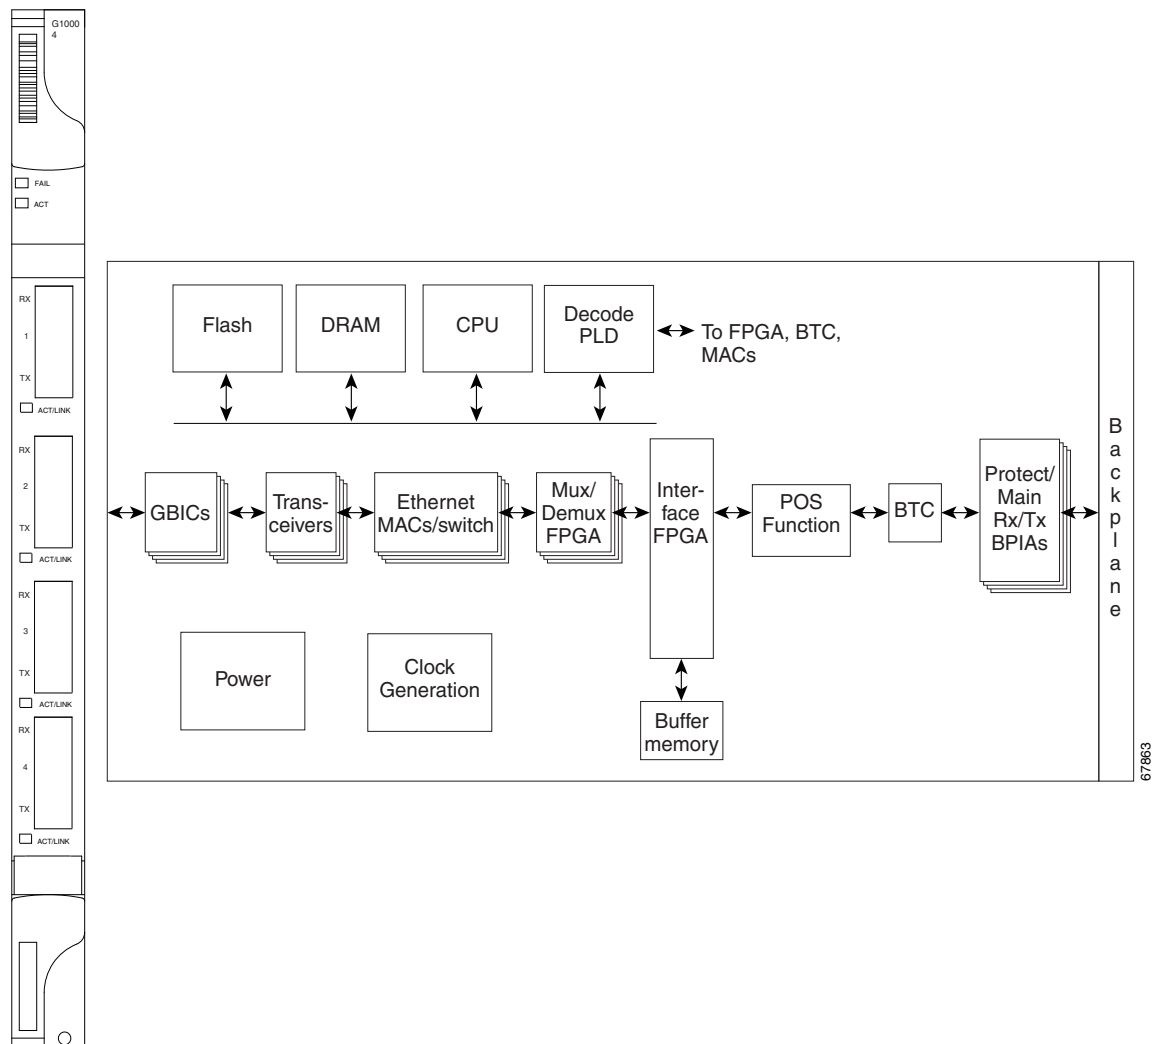 G1000
4
FAIL
ACT
RX
1
TX
ACT/LINK
RX
2
TX
ACT/LINK
RX
3
TX
ACT/LINK
RX
4
TX
ACT/LINK
Flash
DRAM
CPU
Decode
PLD
To FPGA, BTC,
MACs
GBICs
Trans-
ceivers
Ethernet
MACs/switch
Mux/
Demux
FPGA
Inter-
face
FPGA
POS
Function
BTC
Protect/
Main
Rx/Tx
BPIAs
Backplane
Power
Clock
Generation
Buffer
memory
67863